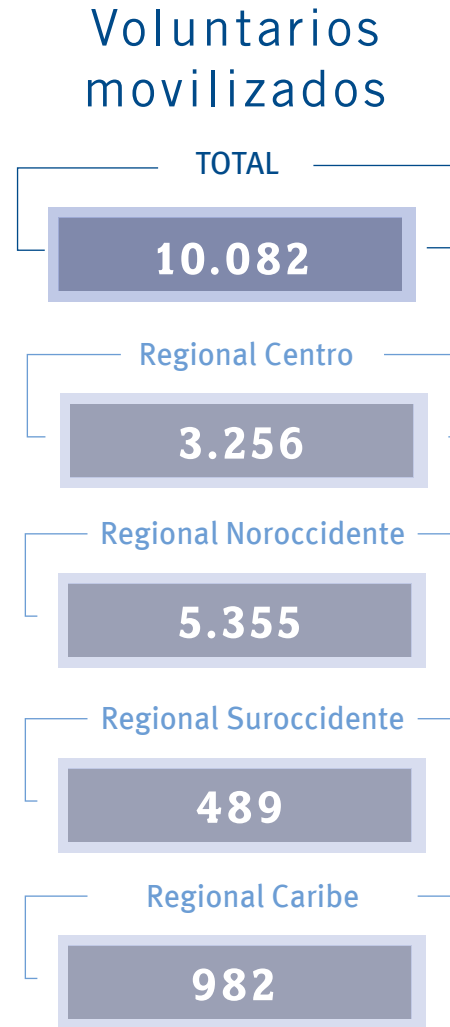 Voluntarios
movilizados
TOTAL
10.082
Regional Centro
3.256
Regional Noroccidente
5.355
Regional Suroccidente
489
Regional Caribe
982